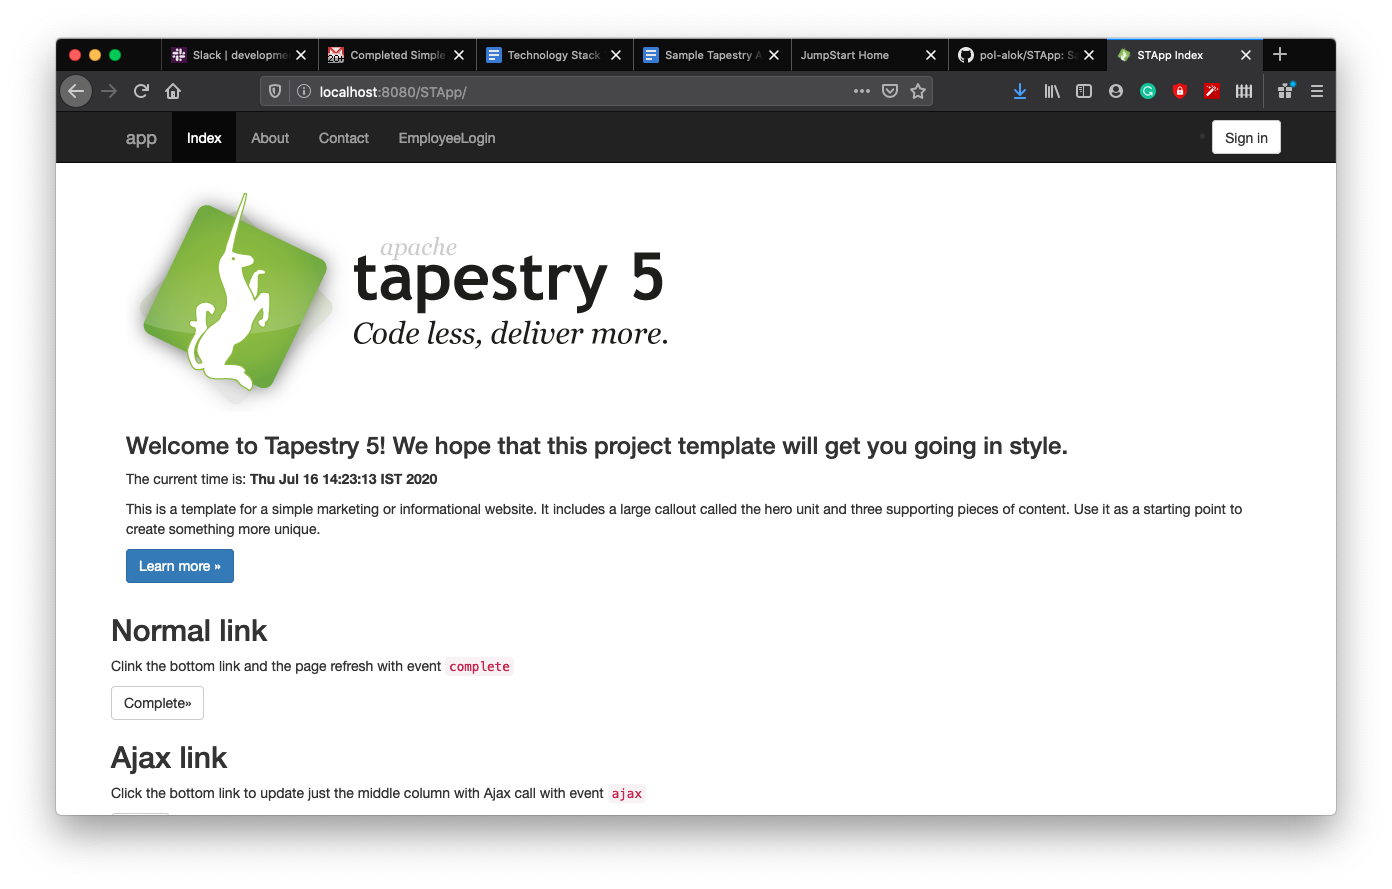 Slack | developme
Completed Simple
Technology Stack
Sample Tapestry A
JumpStart Home
pol-alok/STApp: Sa
STApp Index
20+
localhost:8080/STApp/
app
Index
About
Contact
EmployeeLogin
Sign in
apache
tapestry 5
Code less, deliver more.
Welcome to Tapestry 5! We hope that this project template will get you going in style.
The current time is: Thu Jul 16 14:23:13 IST 2020
This is a template for a simple marketing or informational website. It includes a large callout called the hero unit and three supporting pieces of content. Use it as a starting point to
create something more unique.
Learn more »
Normal link
Clink the bottom link and the page refresh with event complete
Complete»
Ajax link
Click the bottom link to update just the middle column with Ajax call with event ajax